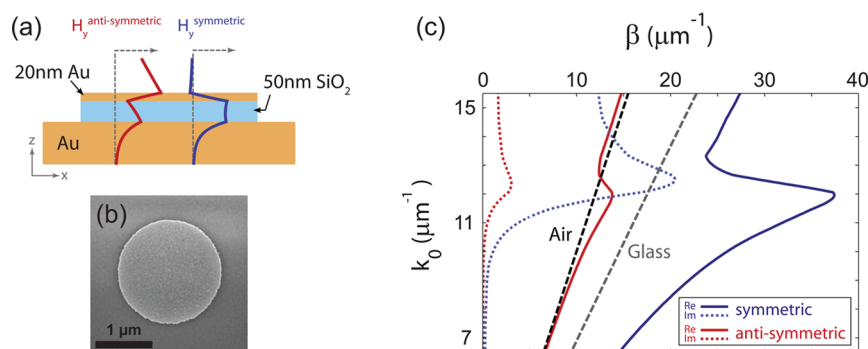 (a)
H_y^anti-symmetric
H_y^symmetric
20nm Au
50nm SiO₂
Au
z
x
(b)
1 μm
(c)
β (μm⁻¹)
0
10
20
30
40
15
11
7
k₀ (μm⁻¹)
Air
Glass
Re
Im
symmetric
Re
Im
anti-symmetric